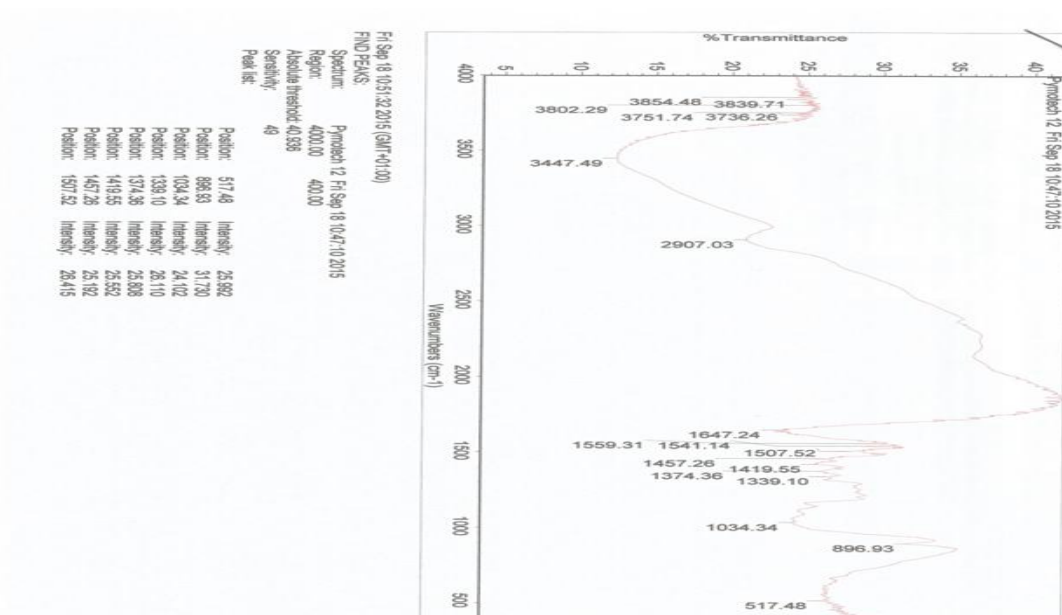 Pymotech 12 Fri Sep 18 10:47:10 2015
%Transmittance
5
10
15
20
25
30
35
40
4000
3500
3000
2500
2000
1500
1000
500
Wavenumbers (cm-1)
3854.48
3839.71
3802.29
3751.74
3736.26
3447.49
2907.03
1647.24
1559.31
1541.14
1507.52
1457.26
1419.55
1374.36
1339.10
1034.34
896.93
517.48
Fri Sep 18 10:51:32 2015 (GMT+01:00)
FIND PEAKS:
Spectrum: Pymotech 12 Fri Sep 18 10:47:10 2015
Region: 4000.00 400.00
Absolute threshold: 40.936
Sensitivity: 49
Peak list:
Position: 517.48 Intensity: 25.992
Position: 896.93 Intensity: 31.730
Position: 1034.34 Intensity: 24.102
Position: 1339.10 Intensity: 26.110
Position: 1374.36 Intensity: 25.808
Position: 1419.55 Intensity: 25.552
Position: 1457.26 Intensity: 25.192
Position: 1507.52 Intensity: 28.415